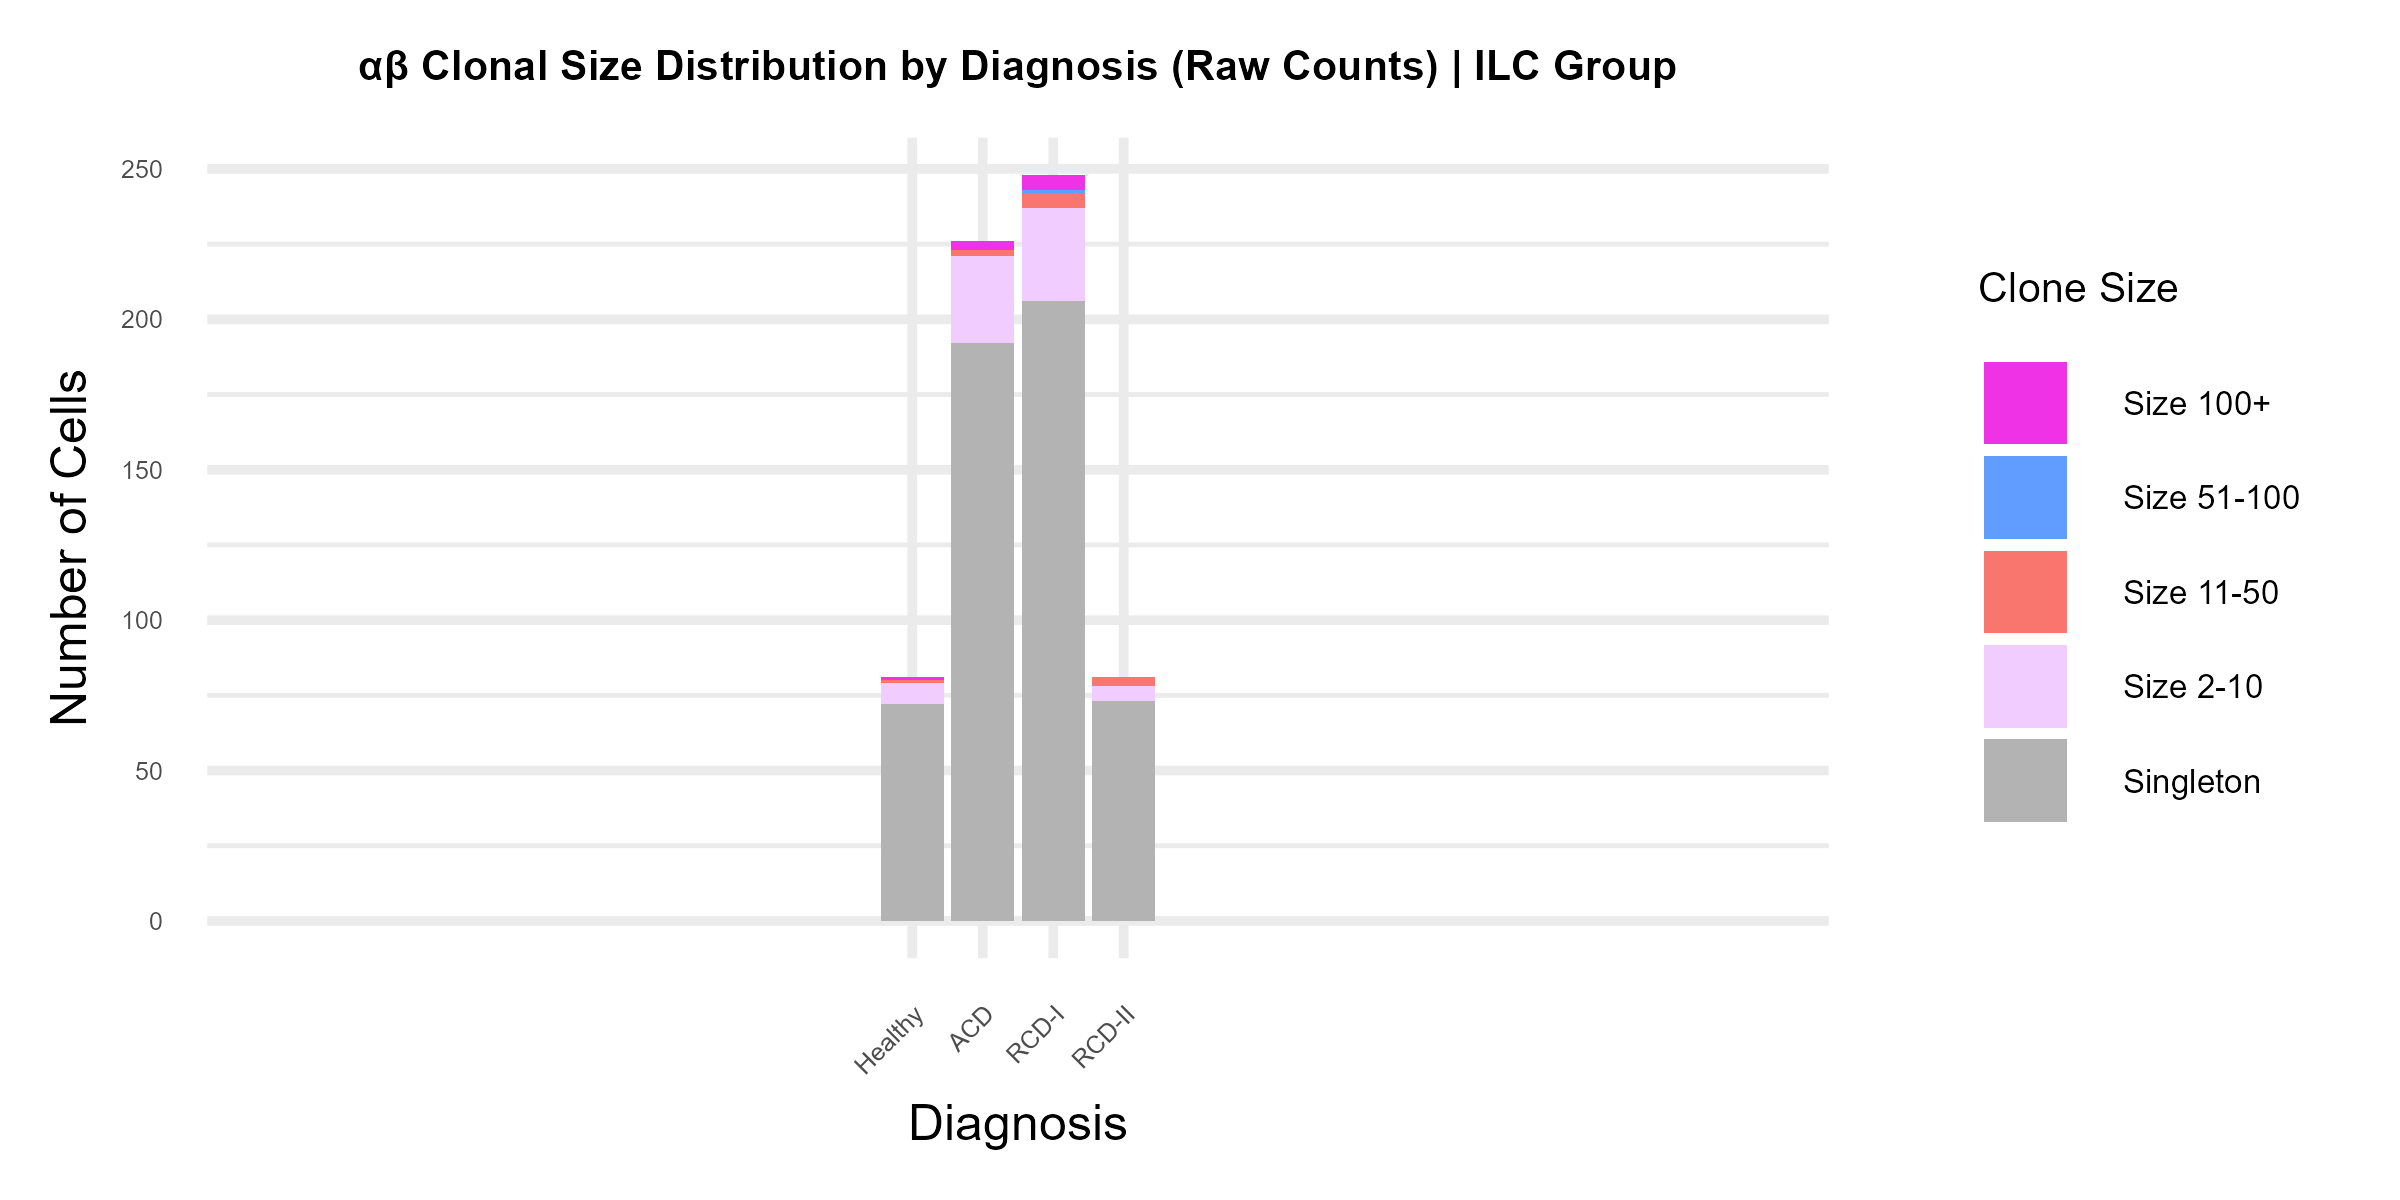 αβ Clonal Size Distribution by Diagnosis (Raw Counts) | ILC Group
Number of Cells
250
200
150
100
50
0
Healthy
ACD
RCD-I
RCD-II
Diagnosis
Clone Size
Size 100+
Size 51-100
Size 11-50
Size 2-10
Singleton